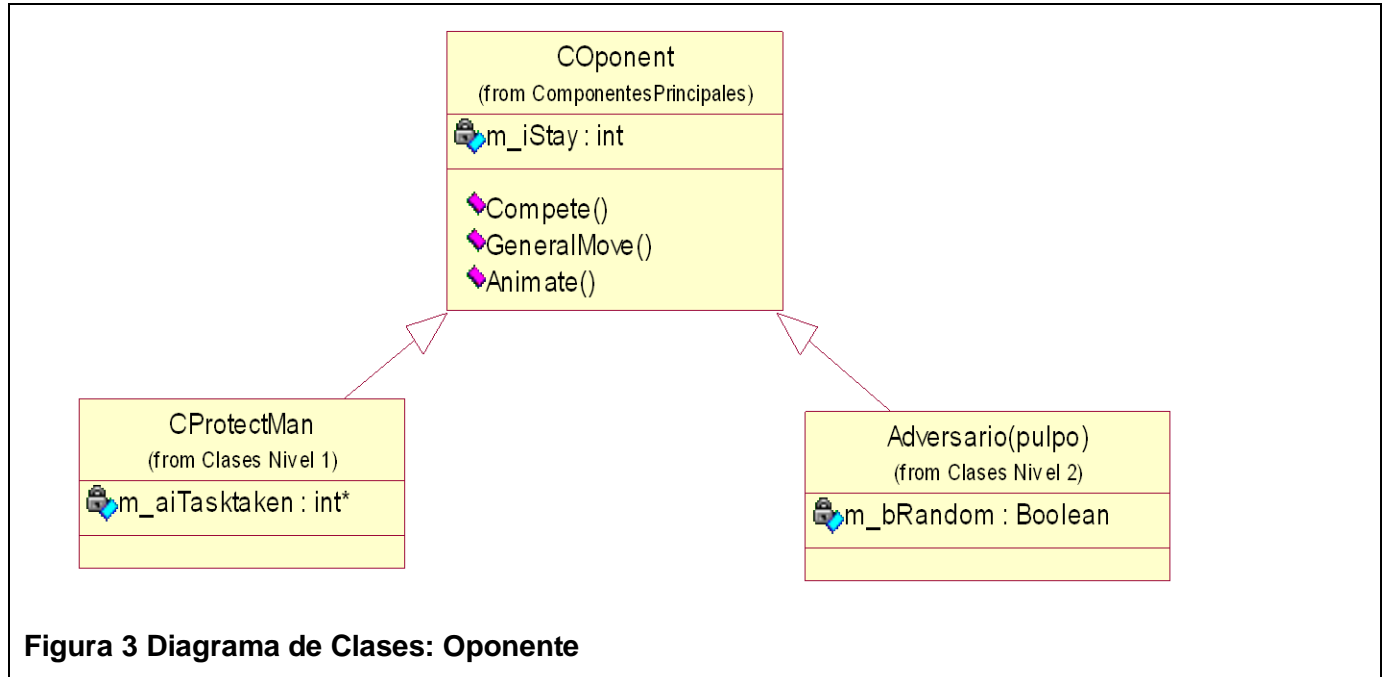 COponent
(from ComponentesPrincipales)
m_iStay : int
Compete()
GeneralMove()
Animate()
CProtectMan
(from Clases Nivel 1)
m_aiTasktaken : int*
Adversario(pulpo)
(from Clases Nivel 2)
m_bRandom : Boolean
Figura 3 Diagrama de Clases: Oponente